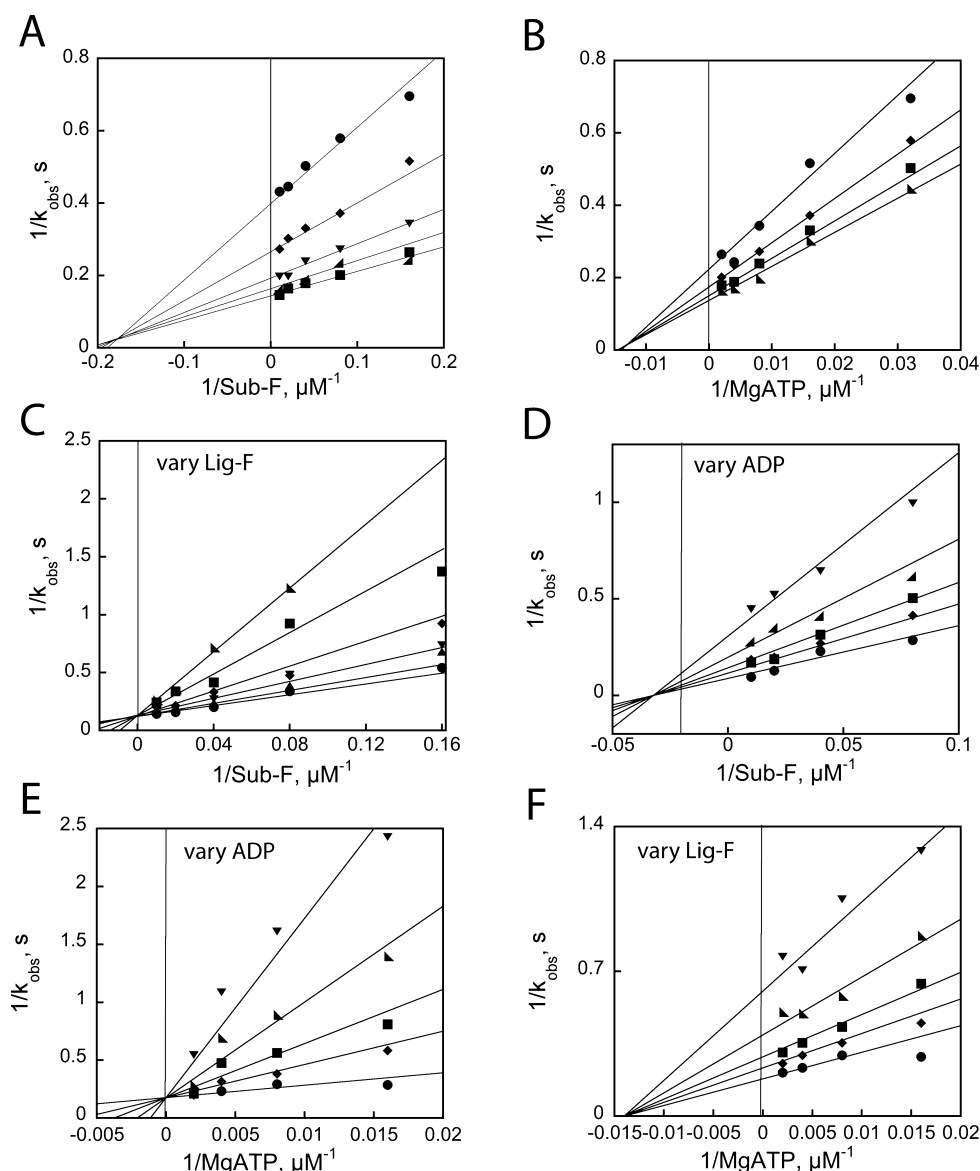 A
B
0.8
0.6
0.4
0.2
0
1/kobs, s
-0.2
-0.1
0
0.1
0.2
1/Sub-F, µM-1
0.8
0.6
0.4
0.2
0
1/kobs, s
-0.01
0
0.01
0.02
0.03
0.04
1/MgATP, µM-1
C
D
vary Lig-F
2.5
2
1.5
1
0.5
0
1/kobs, s
0
0.04
0.08
0.12
0.16
1/Sub-F, µM-1
vary ADP
1
0.5
0
1/kobs, s
-0.05
0
0.05
0.1
1/Sub-F, µM-1
E
F
vary ADP
2.5
2
1.5
1
0.5
0
1/kobs, s
-0.005
0
0.005
0.01
0.015
0.02
1/MgATP, µM-1
vary Lig-F
1.4
0.7
0
1/kobs, s
-0.015
-0.01
-0.005
0
0.005
0.01
0.015
0.02
1/MgATP, µM-1